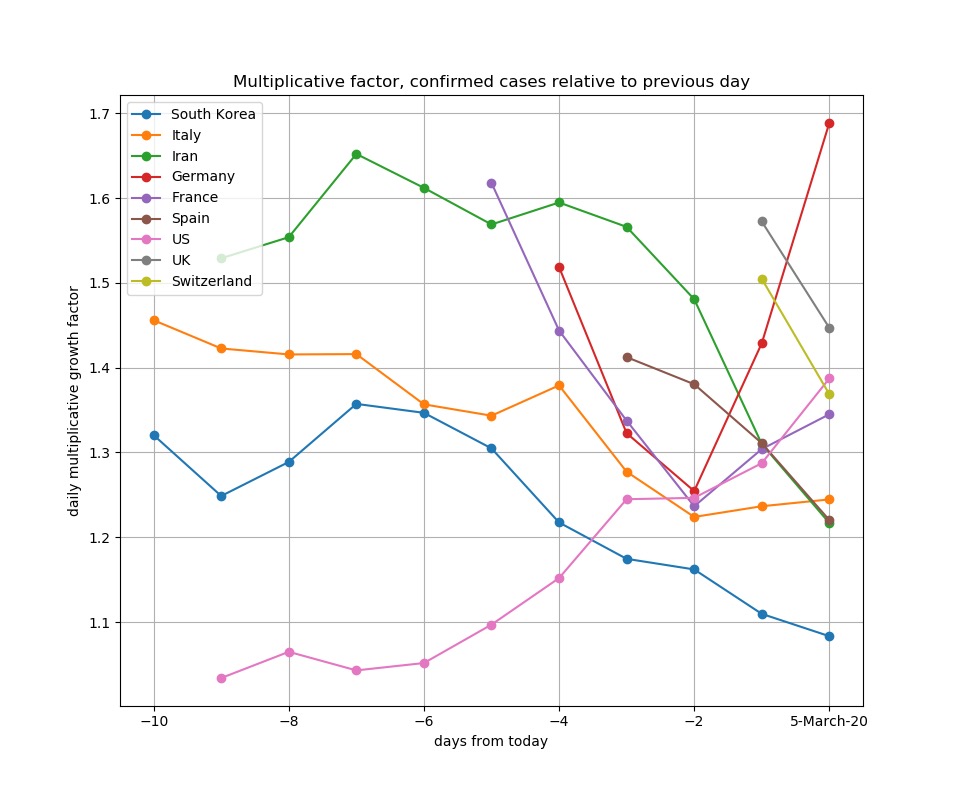 Multiplicative factor, confirmed cases relative to previous day
1.7
1.6
1.5
1.4
1.3
1.2
1.1
daily multiplicative growth factor
South Korea
Italy
Iran
Germany
France
Spain
US
UK
Switzerland
−10
−8
−6
−4
−2
5-March-20
days from today